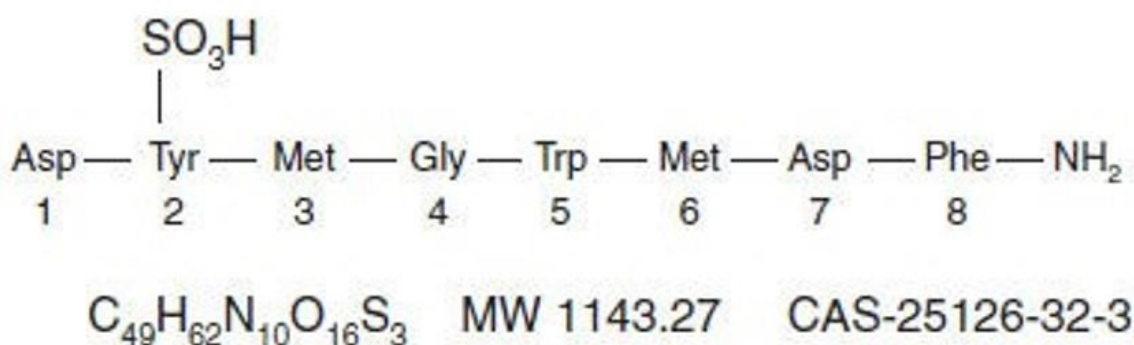 SO₃H
Asp — Tyr — Met — Gly — Trp — Met — Asp — Phe — NH₂
1 2 3 4 5 6 7 8
C₄₉H₆₂N₁₀O₁₆S₃ MW 1143.27 CAS-25126-32-3